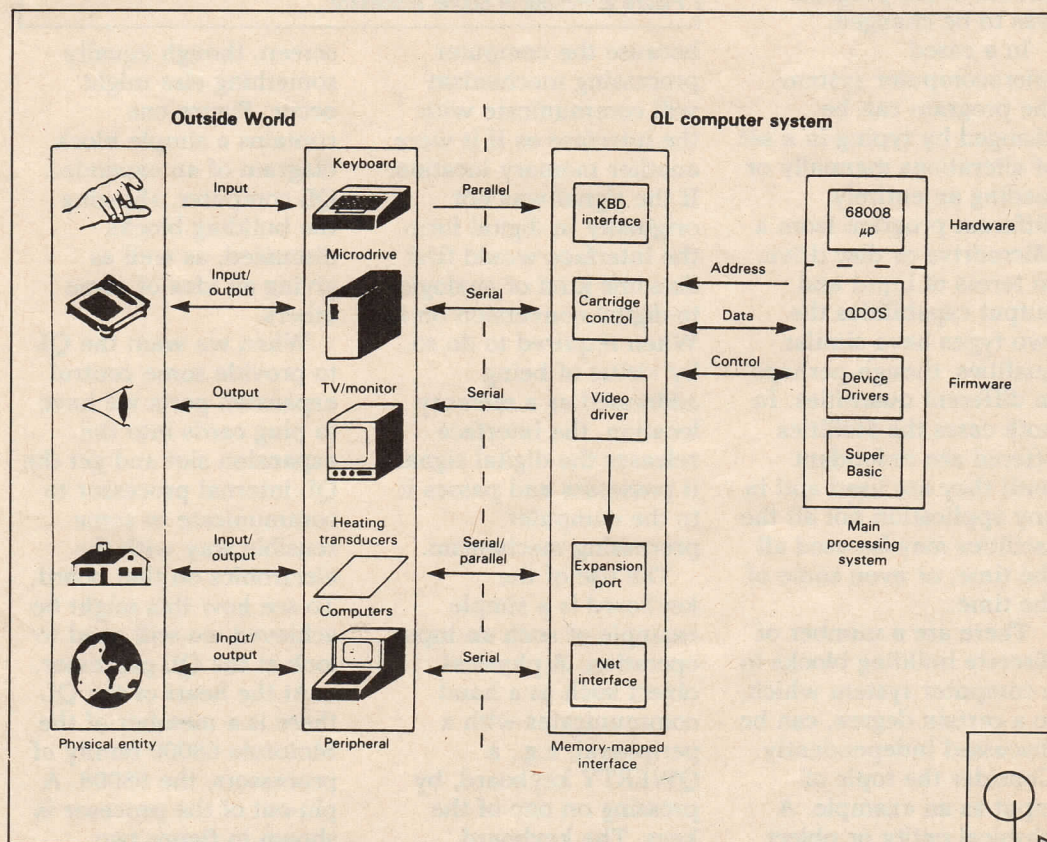 Outside World
QL computer system
Keyboard
Input
Parallel
KBD
interface
68008
µp
Hardware
Microdrive
Input/
output
Serial
Cartridge
control
Address
Data
Control
QDOS
TV/monitor
Output
Serial
Video
driver
Device
Drivers
Firmware
Super
Basic
Main
processing
system
Heating
transducers
Input/
output
Serial/
parallel
Expansion
port
Computers
Input/
output
Serial
Net
interface
Physical entity
Peripheral
Memory-mapped
interface